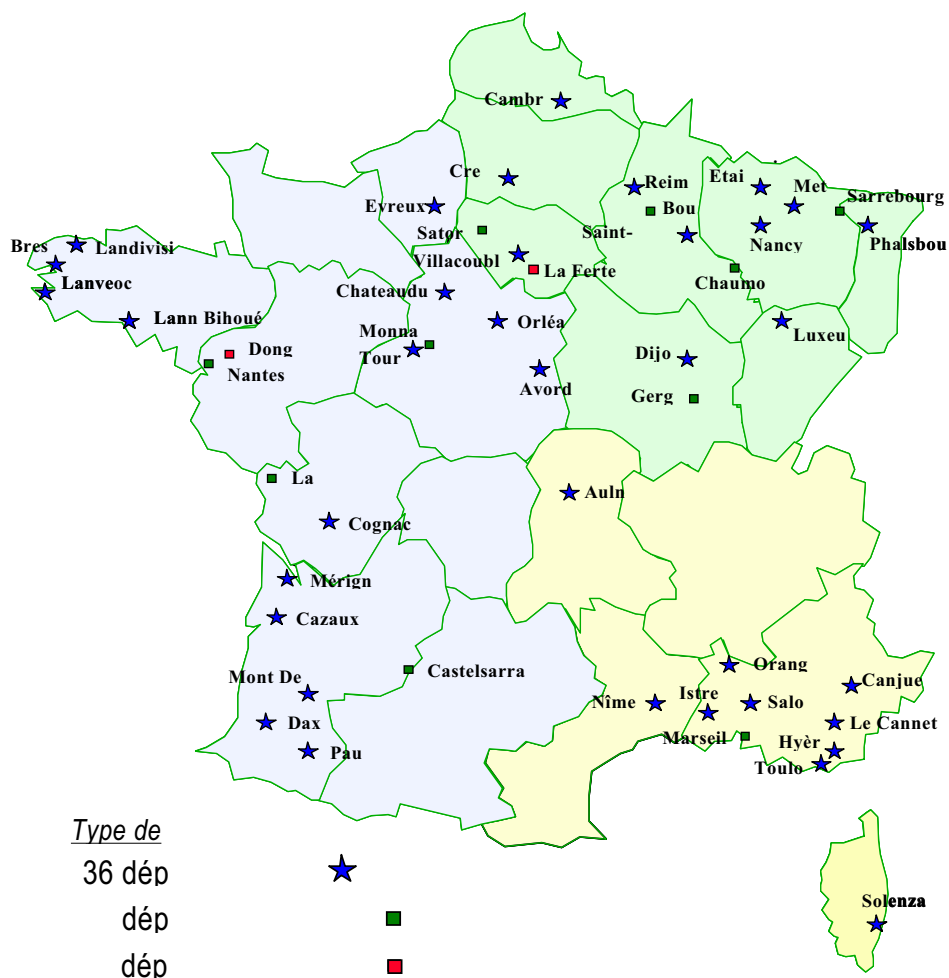 Cambr
Cre
Reim
Etai
Met
Sarrebourg
Evreux
Bou
Sator
Saint-
Nancy
Phalsbou
Bres
Landivisi
Villacoubl
La Ferte
Chaumo
Lanveoc
Chateaudu
Lann Bihoué
Orléa
Luxeu
Monna
Dong
Tour
Dijo
Nantes
Avord
Gerg
La
Auln
Cognac
Mérign
Cazaux
Orang
Castelsarra
Canjue
Mont De
Nîme
Istre
Salo
Dax
Le Cannet
Marseil
Hyèr
Pau
Toulo
Type de
36 dép
dép
dép
Solenza